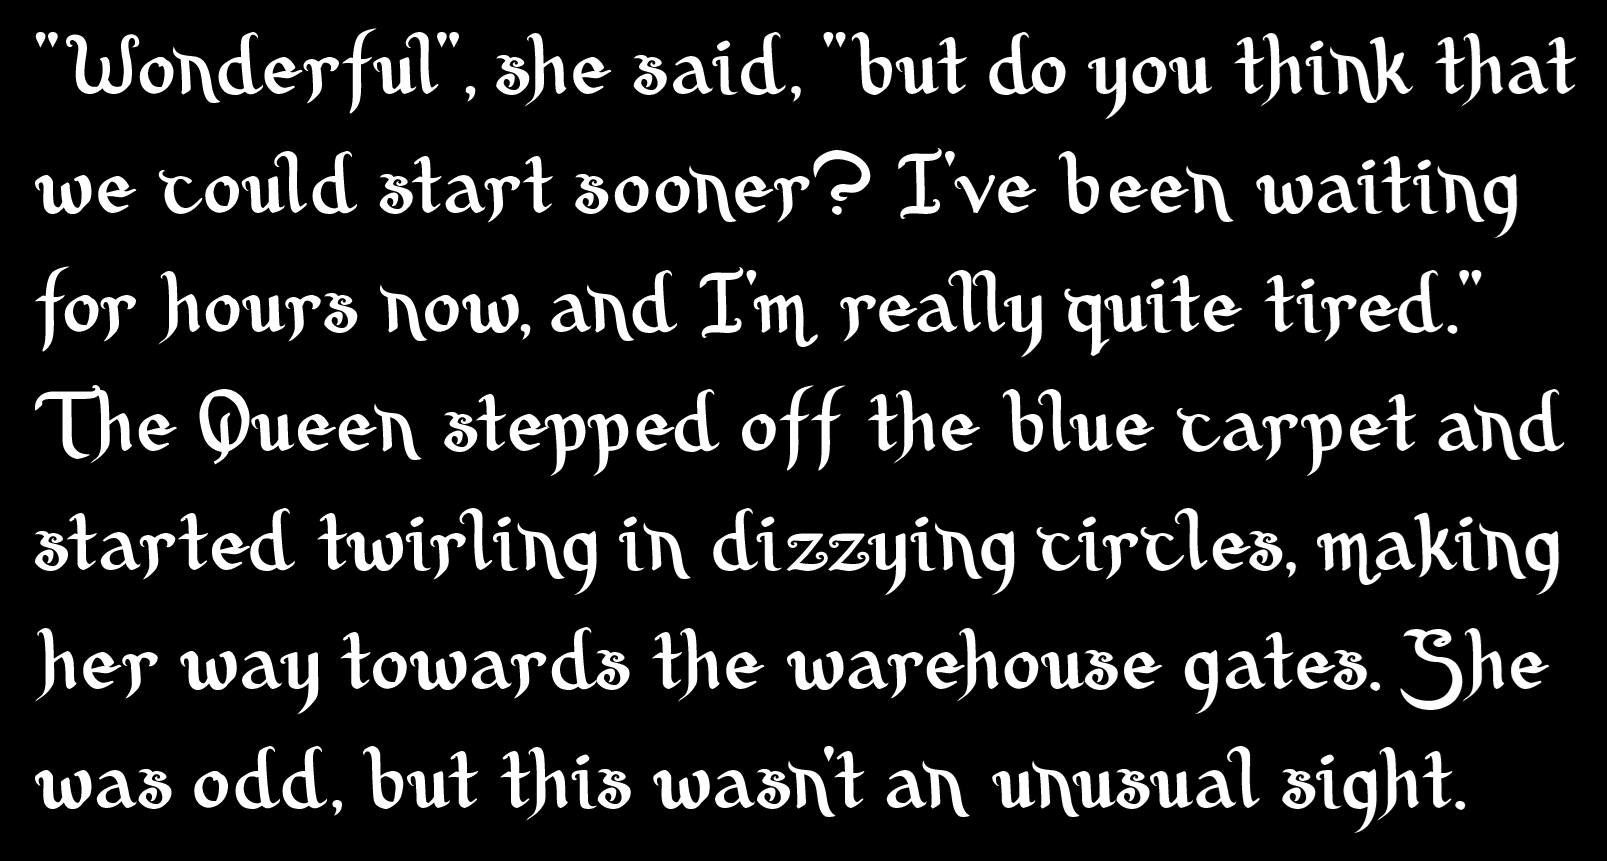 "Wonderful", she said, "but do you think that
we could start sooner? I've been waiting
for hours now, and I'm really quite tired."
The Queen stepped off the blue carpet and
started twirling in dizzying circles, making
her way towards the warehouse gates. She
was odd, but this wasn't an unusual sight.